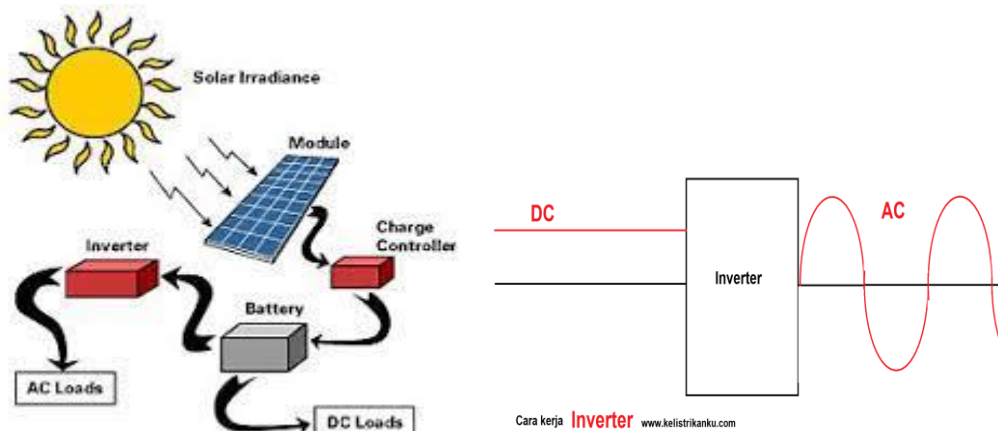 Solar Irradiance
Module
Charge
Controller
Inverter
Battery
AC Loads
DC Loads
DC
AC
Inverter
Cara kerja Inverter www.kelistrikanku.com